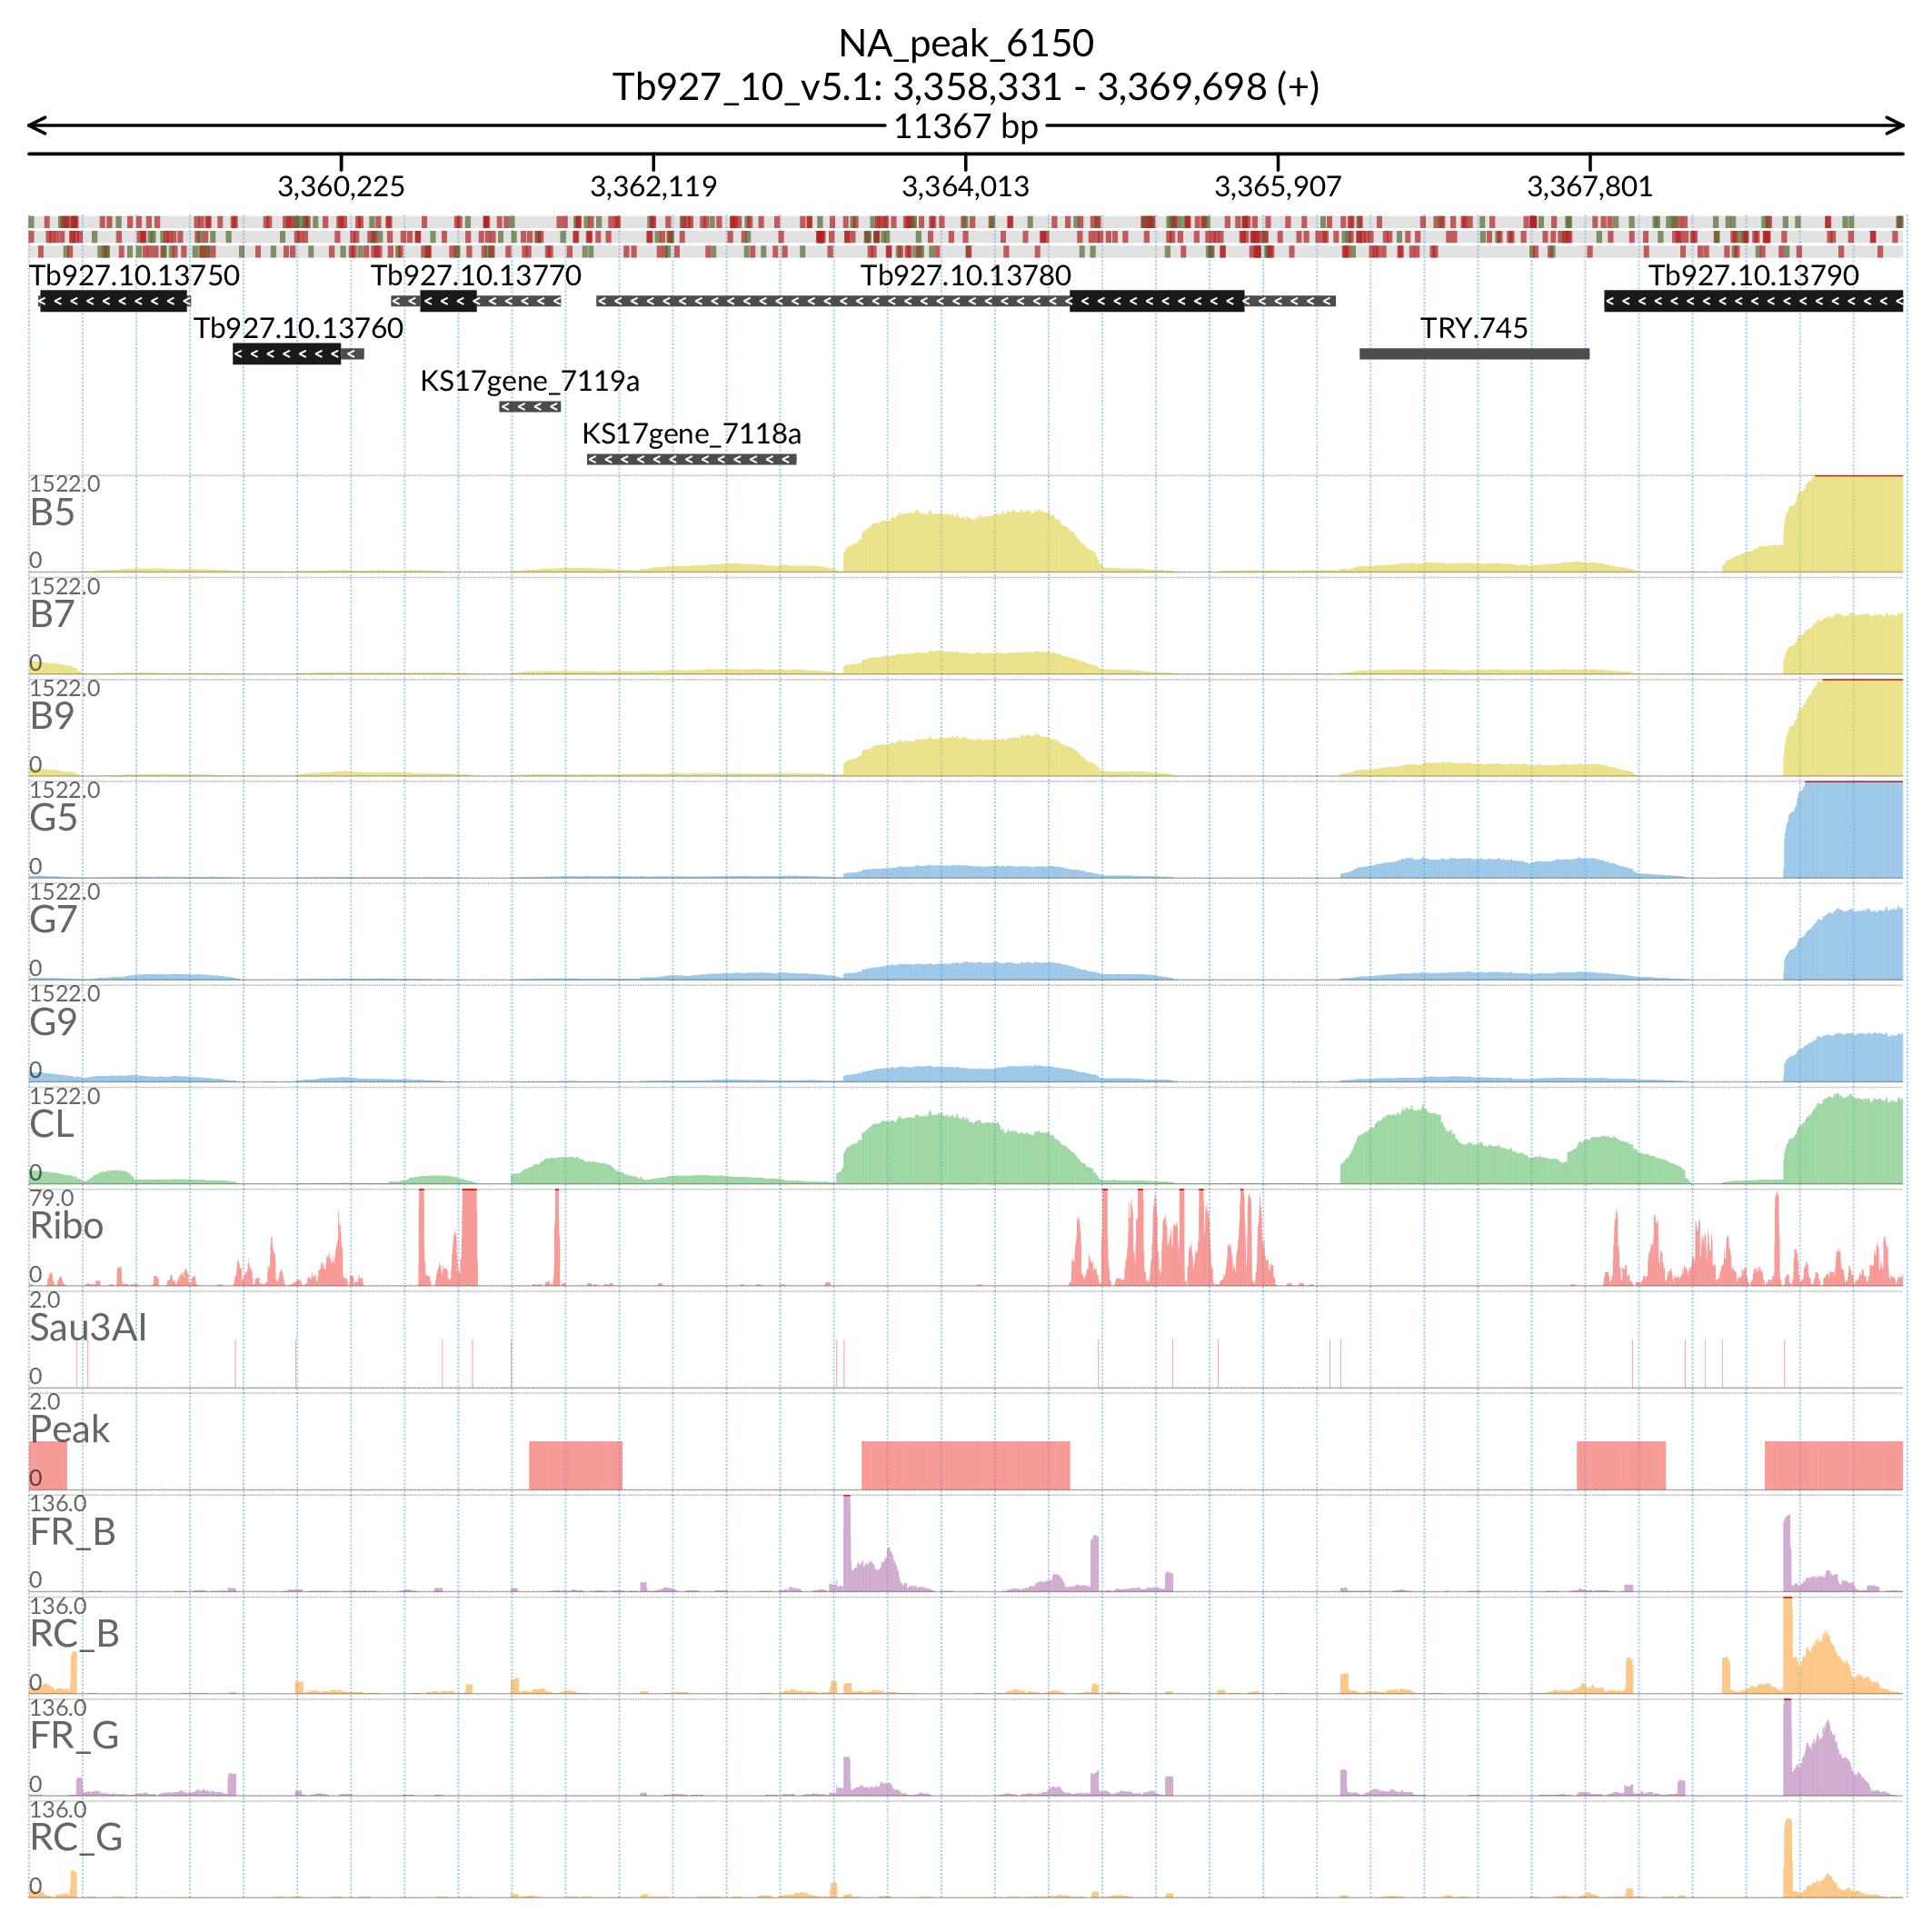 NA_peak_6150
Tb927_10_v5.1: 3,358,331 - 3,369,698 (+)
11367 bp
3,360,225 3,362,119 3,364,013 3,365,907 3,367,801
Tb927.10.13750 Tb927.10.13770 Tb927.10.13780 Tb927.10.13790
Tb927.10.13760 TRY.745
KS17gene_7119a
KS17gene_7118a
1522.0
B5
0
1522.0
B7
0
1522.0
B9
0
1522.0
G5
0
1522.0
G7
0
1522.0
G9
0
1522.0
CL
0
79.0
Ribo
0
2.0
Sau3AI
0
2.0
Peak
0
136.0
FR_B
0
136.0
RC_B
0
136.0
FR_G
0
136.0
RC_G
0